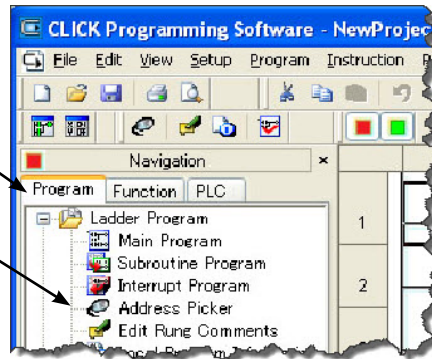 CLICK Programming Software - NewProjec
File Edit View Setup Program Instruction
Navigation ×
Program Function PLC
Ladder Program
Main Program
Subroutine Program
Interrupt Program
Address Picker
Edit Rung Comments
1
2